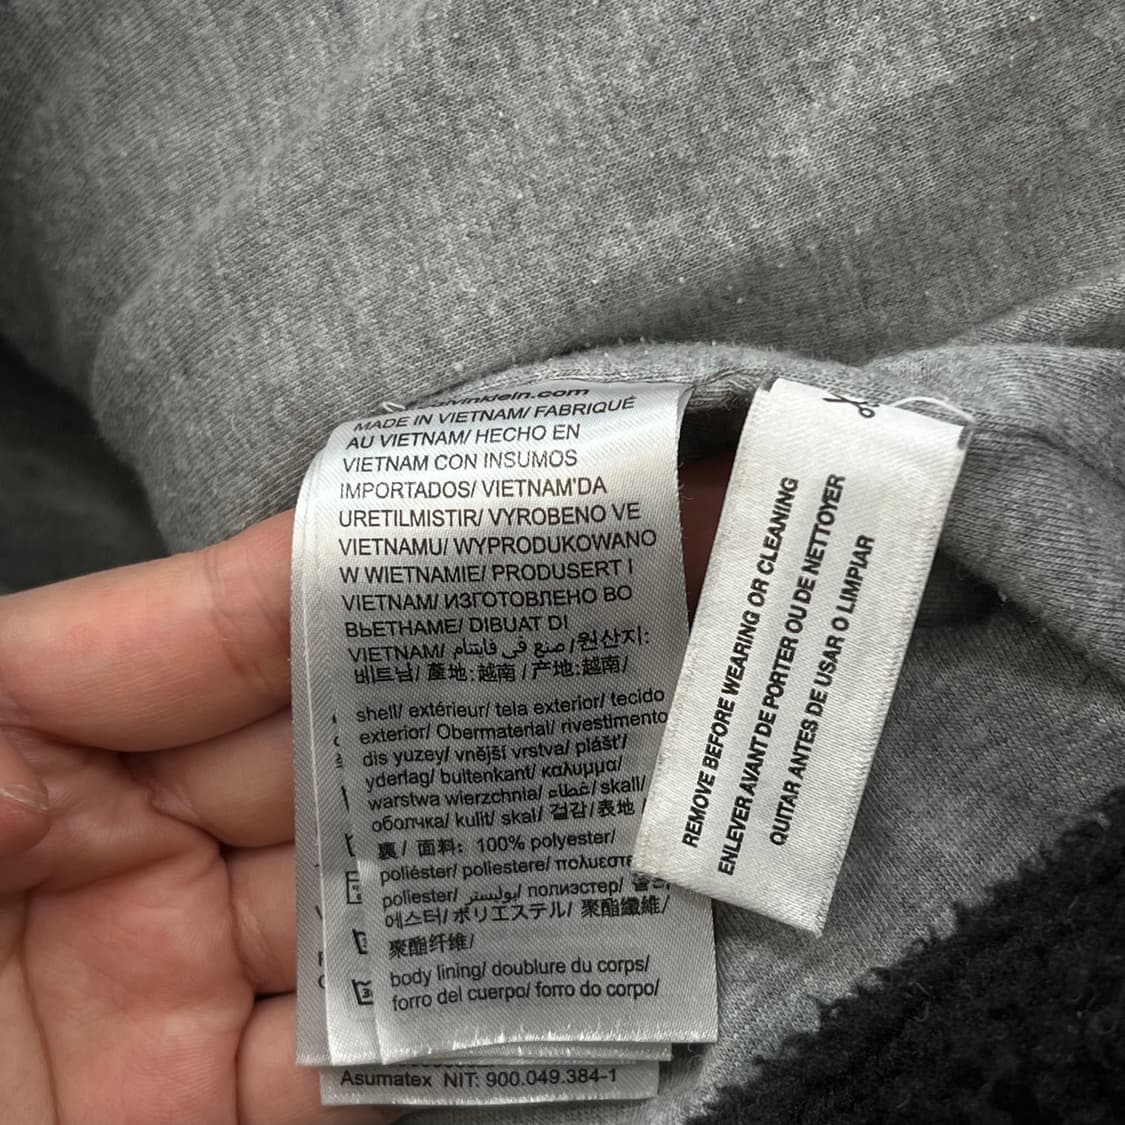 calvinklein.com
MADE IN VIETNAM/ FABRIQUÉ
AU VIETNAM/ HECHO EN
VIETNAM CON INSUMOS
IMPORTADOS/ VIETNAM'DA
URETILMISTIR/ VYROBENO VE
VIETNAMU/ WYPRODUKOWANO
W WIETNAMIE/ PRODUSERT I
VIETNAM/ ИЗГОТОВЛЕНО ВО
ВЬЕТНАМЕ/ DIBUAT DI
VIETNAM/ صنع في فايتنام /원산지:
베트남/ 產地:越南 / 产地:越南/
shell/ extérieur/ tela exterior/ tecido
exterior/ Obermaterial/ rivestimento
dis yuzey/ vnější vrstva/ plášť/
yderlag/ buitenkant/ καλυμμα/
warstwa wierzchnia/ غطاء/ skall/
оболчка/ kulit/ skal/ 겉감/表地
裏/ 面料: 100% polyester/
poliéster/ poliestere/ πολυεστε
poliester/ بوليستر/ полиэстер/
에스터/ ポリエステル/ 聚酯纖維/
聚酯纤维/
body lining/ doublure du corps/
forro del cuerpo/ forro do corpo/
Asumatex NIT: 900.049.384-1
REMOVE BEFORE WEARING OR CLEANING
ENLEVER AVANT DE PORTER OU DE NETTOYER
QUITAR ANTES DE USAR O LIMPIAR